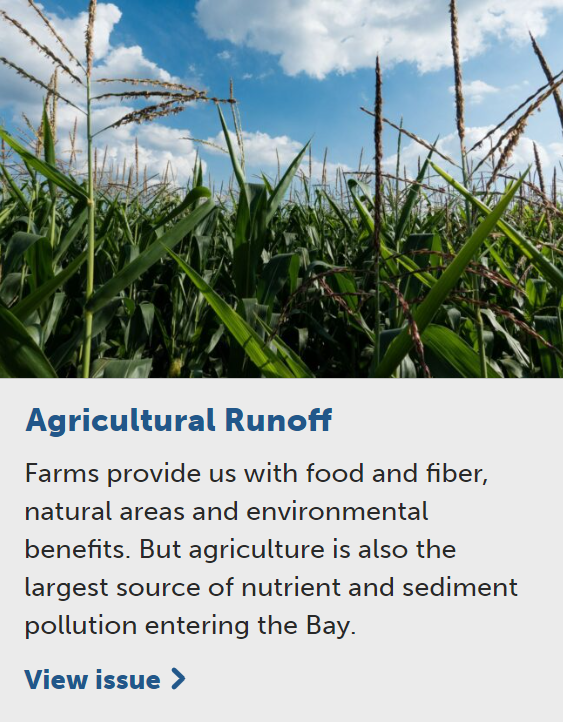 Agricultural Runoff
Farms provide us with food and fiber,
natural areas and environmental
benefits. But agriculture is also the
largest source of nutrient and sediment
pollution entering the Bay.
View issue